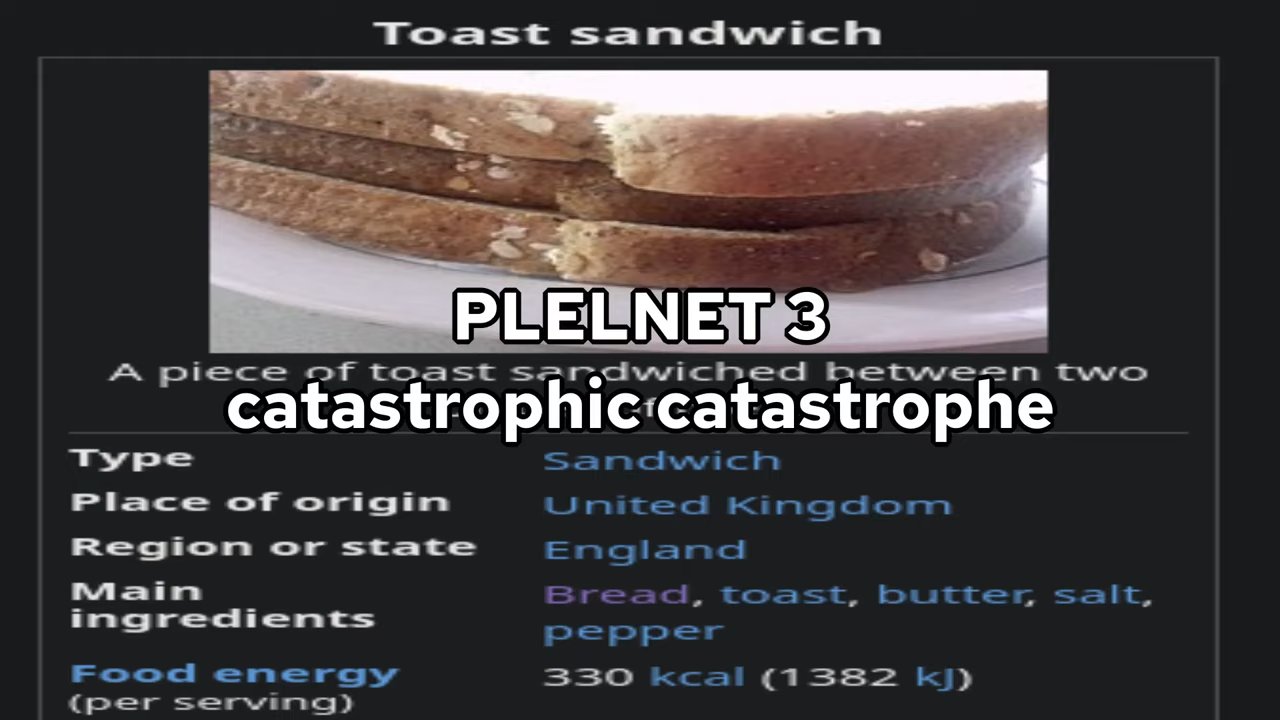 Toast sandwich
PLELNET 3
A piece of toast sandwiched between two
catastrophic catastrophe
Type Sandwich
Place of origin United Kingdom
Region or state England
Main ingredients Bread, toast, butter, salt, pepper
Food energy (per serving) 330 kcal (1382 kJ)